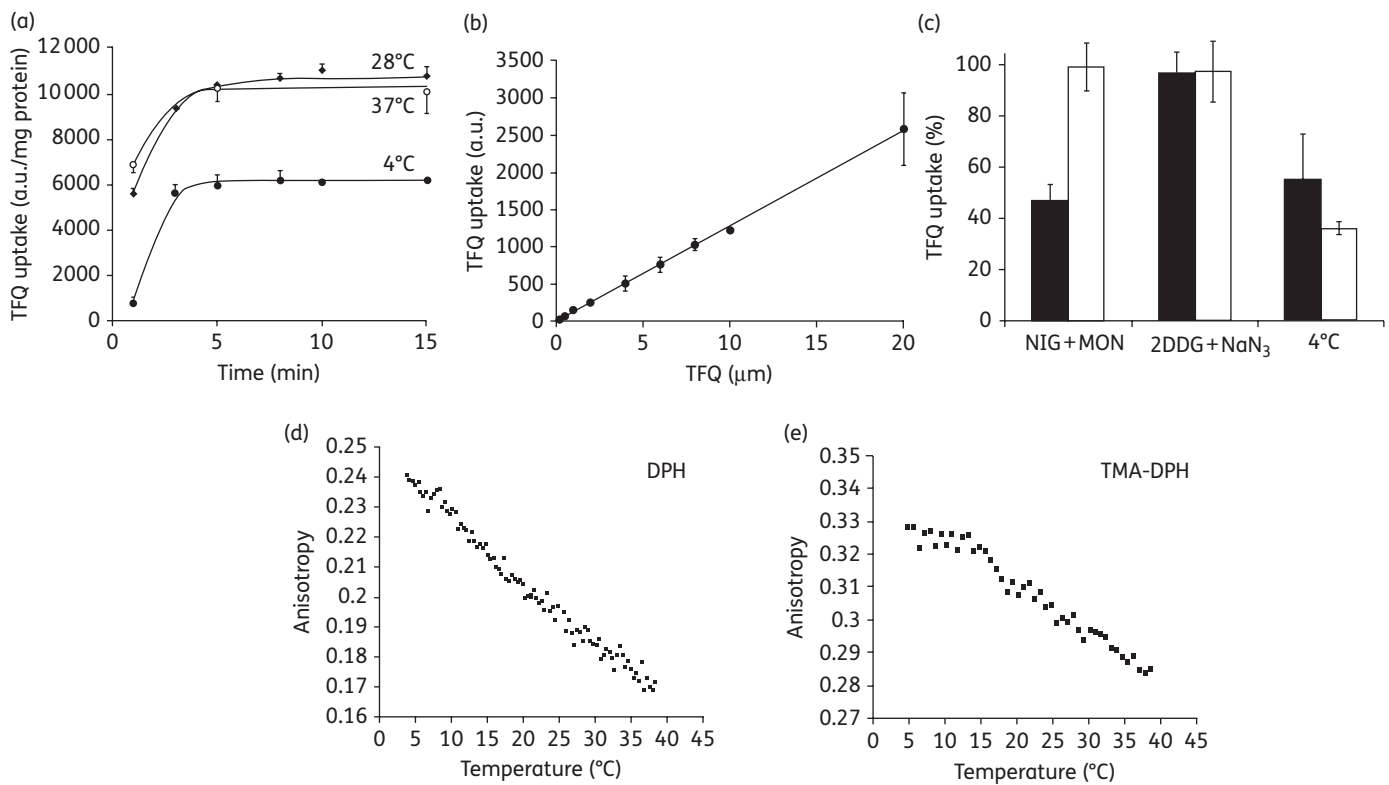 (a)
12 000
10 000
8000
6000
4000
2000
0
TFQ uptake (a.u./mg protein)
28°C
37°C
4°C
0 5 10 15
Time (min)
(b)
3500
3000
2500
2000
1500
1000
500
0
TFQ uptake (a.u.)
0 5 10 15 20
TFQ (μm)
(c)
100
80
60
40
20
0
TFQ uptake (%)
NIG+MON 2DDG+NaN₃ 4°C
(d)
DPH
0.25
0.24
0.23
0.22
0.21
0.2
0.19
0.18
0.17
0.16
Anisotropy
0 5 10 15 20 25 30 35 40 45
Temperature (°C)
(e)
TMA-DPH
0.35
0.34
0.33
0.32
0.31
0.3
0.29
0.28
0.27
Anisotropy
0 5 10 15 20 25 30 35 40 45
Temperature (°C)